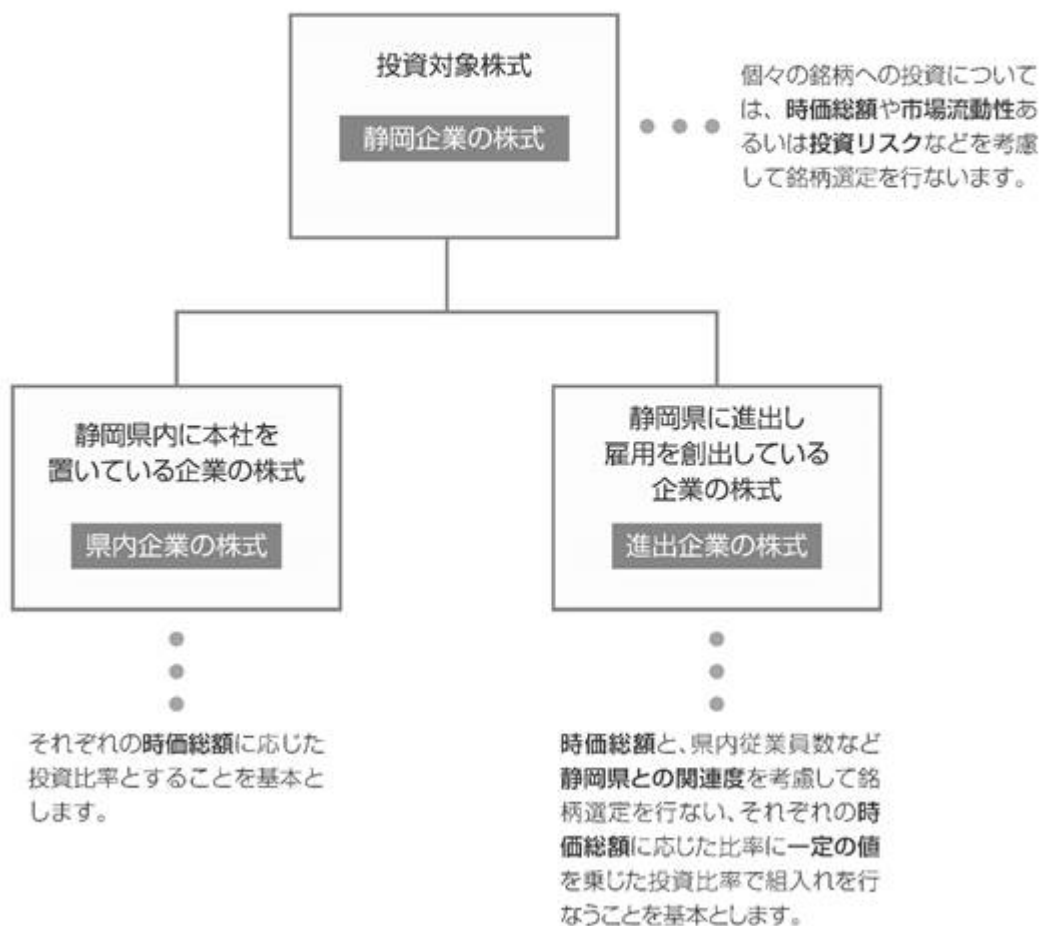 投資対象株式
静岡企業の株式
個々の銘柄への投資について
は、時価総額や市場流動性あ
るいは投資リスクなどを考慮
して銘柄選定を行ないます。
静岡県内に本社を
置いている企業の株式
県内企業の株式
それぞれの時価総額に応じた
投資比率とすることを基本と
します。
静岡県に進出し
雇用を創出している
企業の株式
進出企業の株式
時価総額と、県内従業員数など
静岡県との関連度を考慮して銘
柄選定を行ない、それぞれの時
価総額に応じた比率に一定の値
を乗じた投資比率で組入れを行
なうことを基本とします。